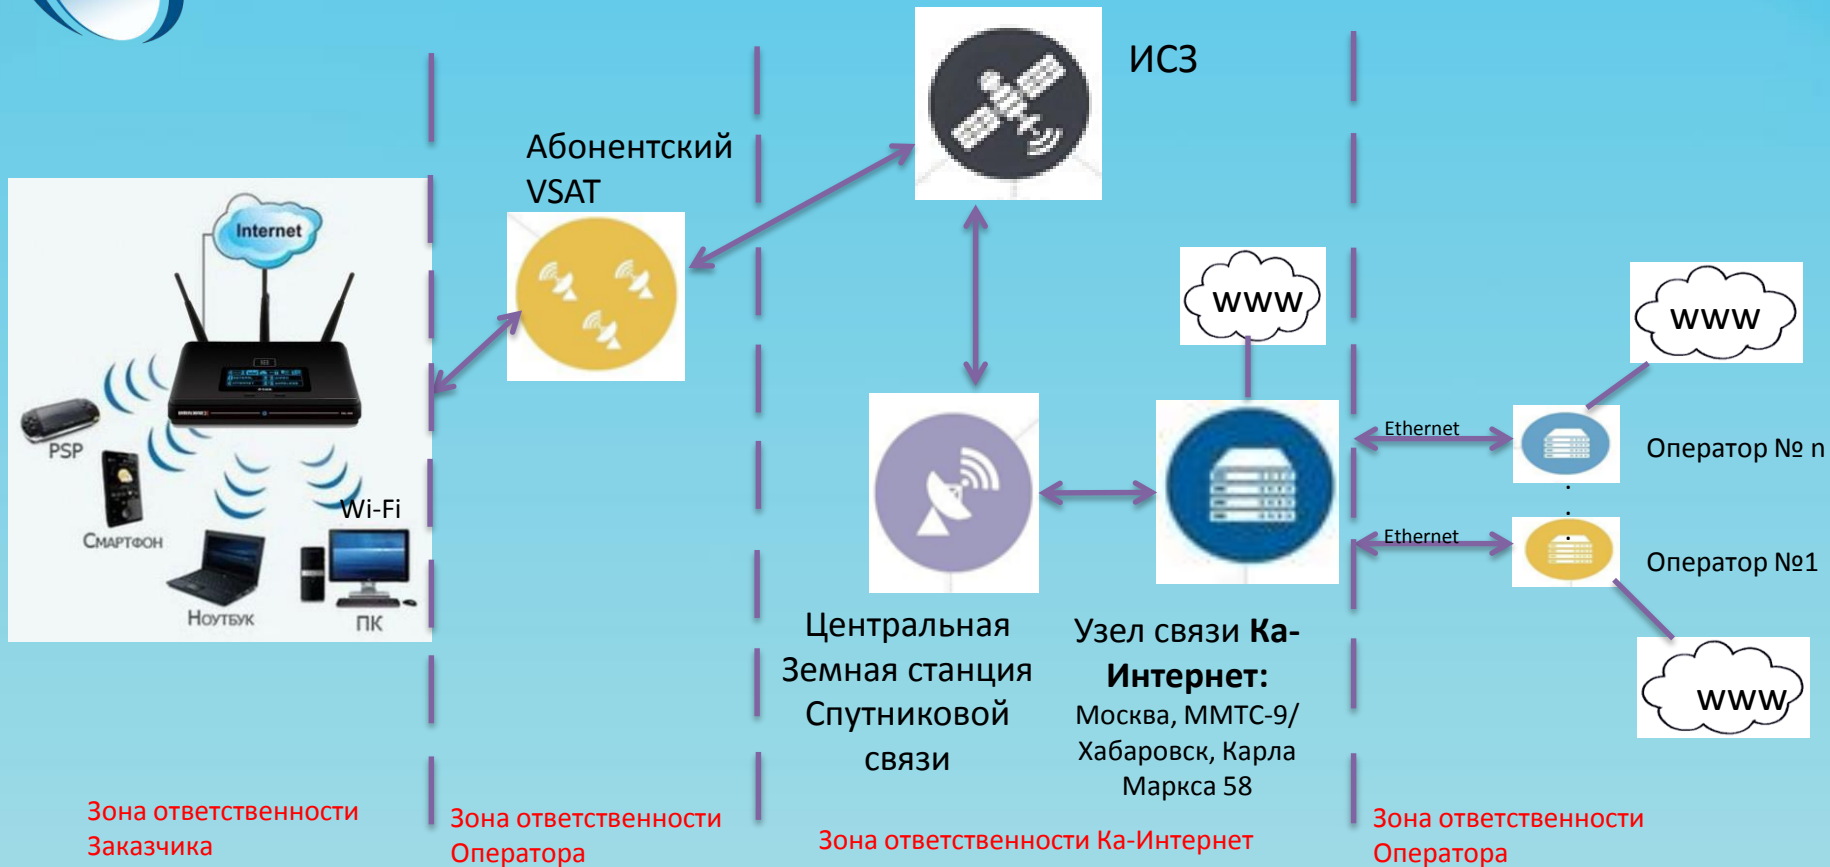 ИСЗ
Абонентский
VSAT
Internet
PSP
Смартфон
Ноутбук
Wi-Fi
ПК
www
www
Ethernet
Оператор № n
.
.
.
Ethernet
Оператор №1
www
Центральная
Земная станция
Спутниковой
связи
Узел связи Ка-
Интернет:
Москва, ММТС-9/
Хабаровск, Карла
Маркса 58
Зона ответственности
Заказчика
Зона ответственности
Оператора
Зона ответственности Ка-Интернет
Зона ответственности
Оператора